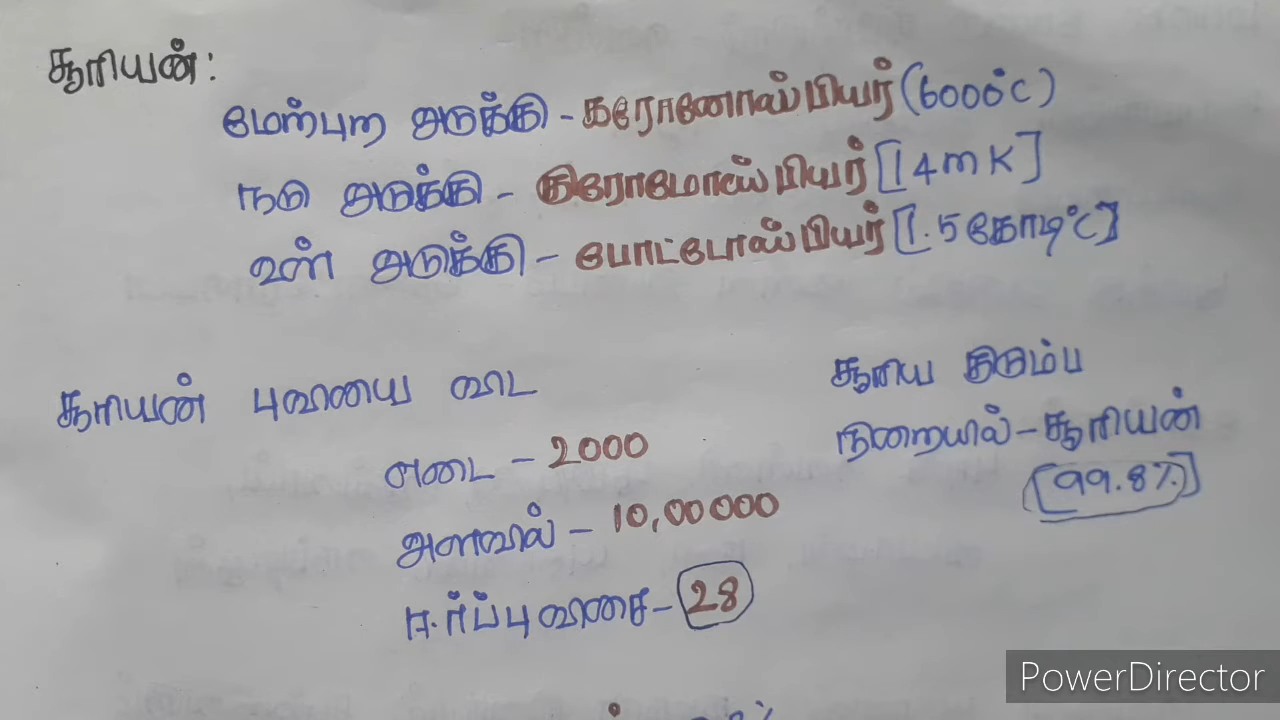 சூரியன்:
மேற்புற அடுக்கு - கரோனோஸ்பியர் (6000°C)
நடு அடுக்கு - குரோமோஸ்பியர் [14 m K]
உள் அடுக்கு - போட்டோஸ்பியர் [1.5 கோடி°C]
சூரியன் புவியை விட
எடை - 2000
அளவில் - 10,00000
ஈர்ப்புவிசை - 28
சூரிய குடும்ப
நிறையில் - சூரியன்
[99.8%]
PowerDirector